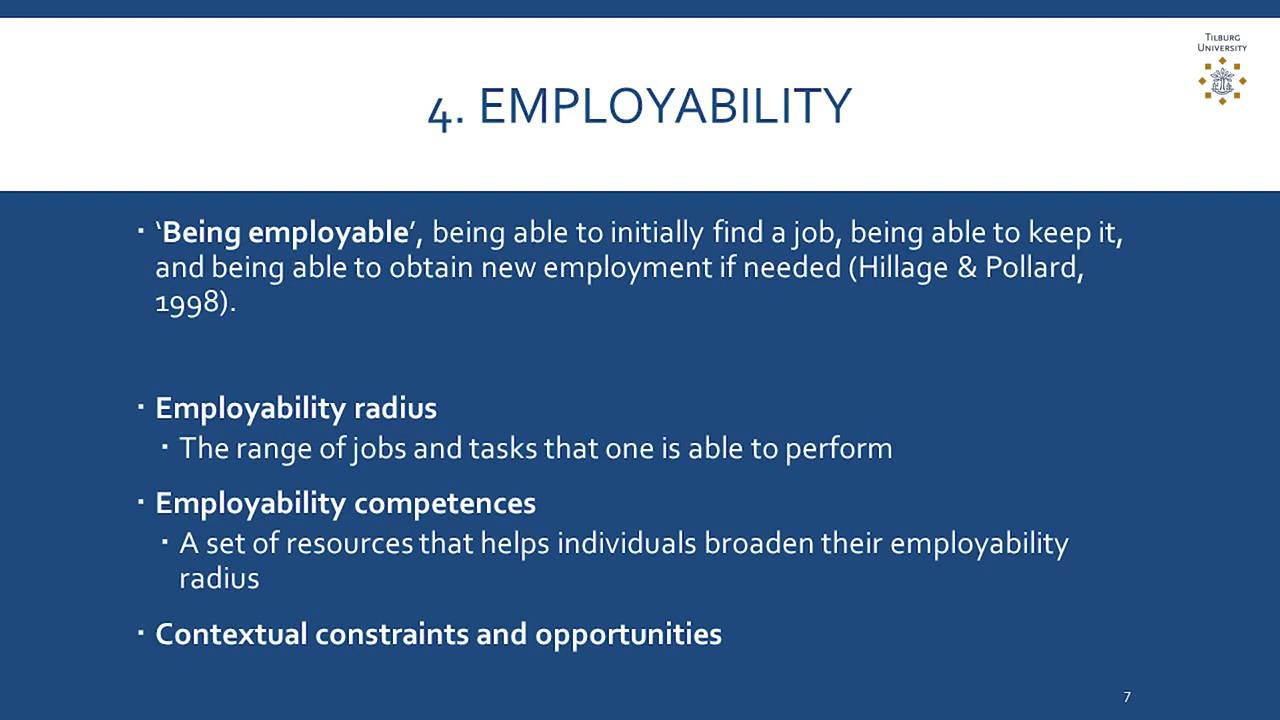 TILBURG
UNIVERSITY
4. EMPLOYABILITY
▪ ‘Being employable’, being able to initially find a job, being able to keep it,
and being able to obtain new employment if needed (Hillage & Pollard,
1998).
▪ Employability radius
▪ The range of jobs and tasks that one is able to perform
▪ Employability competences
▪ A set of resources that helps individuals broaden their employability
radius
▪ Contextual constraints and opportunities
7